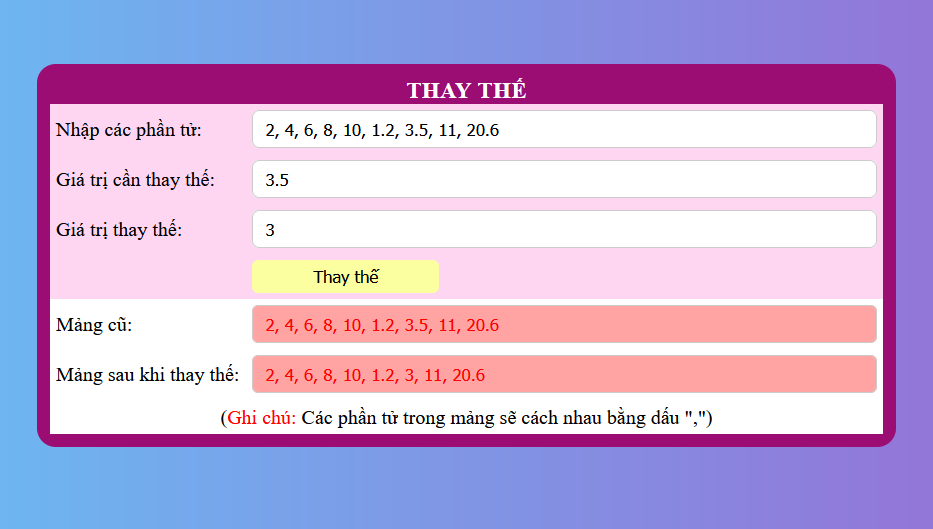 THAY THẾ
Nhập các phần tử: 2, 4, 6, 8, 10, 1.2, 3.5, 11, 20.6
Giá trị cần thay thế: 3.5
Giá trị thay thế: 3
Thay thế
Mảng cũ: 2, 4, 6, 8, 10, 1.2, 3.5, 11, 20.6
Mảng sau khi thay thế: 2, 4, 6, 8, 10, 1.2, 3, 11, 20.6
(Ghi chú: Các phần tử trong mảng sẽ cách nhau bằng dấu ",")